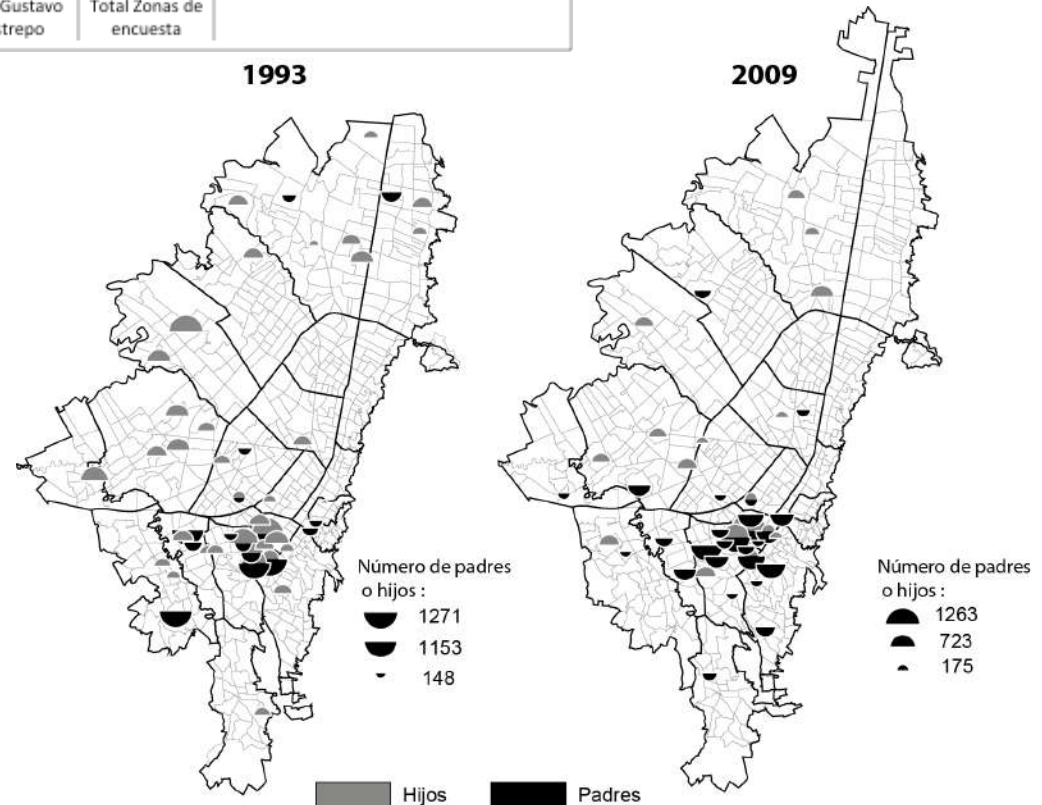 Gustavo
Total Zonas de
encuesta
1993
2009
Número de padres
o hijos :
1271
1153
148
Número de padres
o hijos :
1263
723
175
Hijos
Padres